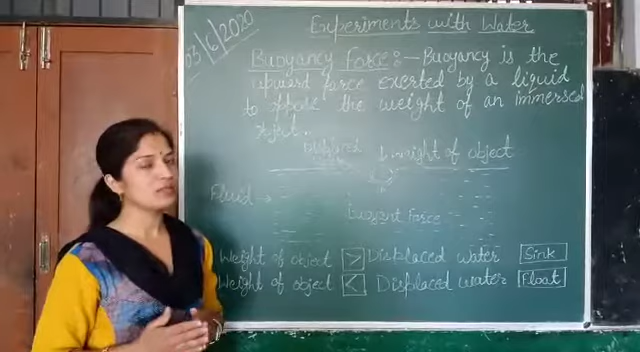 03/6/2020
Experiments with Water
Buoyancy Force:- Buoyancy is the
upward force exerted by a liquid
to oppose the weight of an immersed
object.
Displaced
weight of object
Fluid
Buoyant Force
Weight of object > Displaced water Sink
Weight of object < Displaced water Float